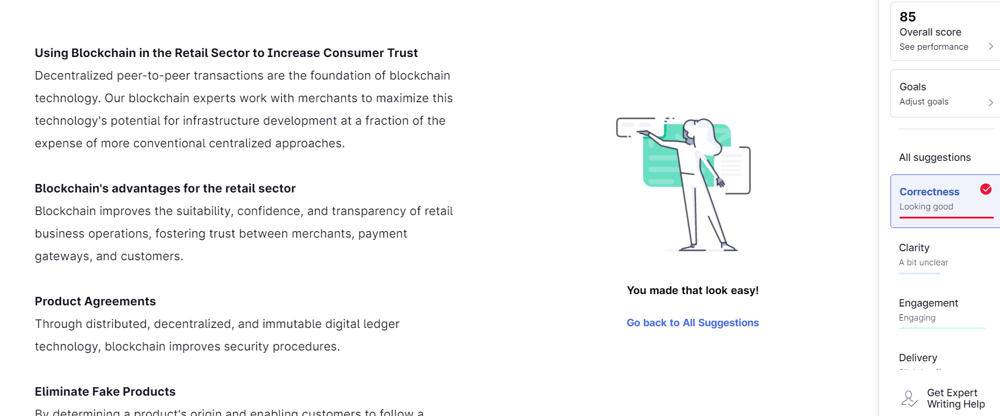 Using Blockchain in the Retail Sector to Increase Consumer Trust
Decentralized peer-to-peer transactions are the foundation of blockchain
technology. Our blockchain experts work with merchants to maximize this
technology's potential for infrastructure development at a fraction of the
expense of more conventional centralized approaches.
Blockchain's advantages for the retail sector
Blockchain improves the suitability, confidence, and transparency of retail
business operations, fostering trust between merchants, payment
gateways, and customers.
Product Agreements
Through distributed, decentralized, and immutable digital ledger
technology, blockchain improves security procedures.
Eliminate Fake Products
By determining a product's origin and enabling customers to follow a
You made that look easy!
Go back to All Suggestions
85
Overall score
See performance
Goals
Adjust goals
All suggestions
Correctness
Looking good
Clarity
A bit unclear
Engagement
Engaging
Delivery
Get Expert
Writing Help